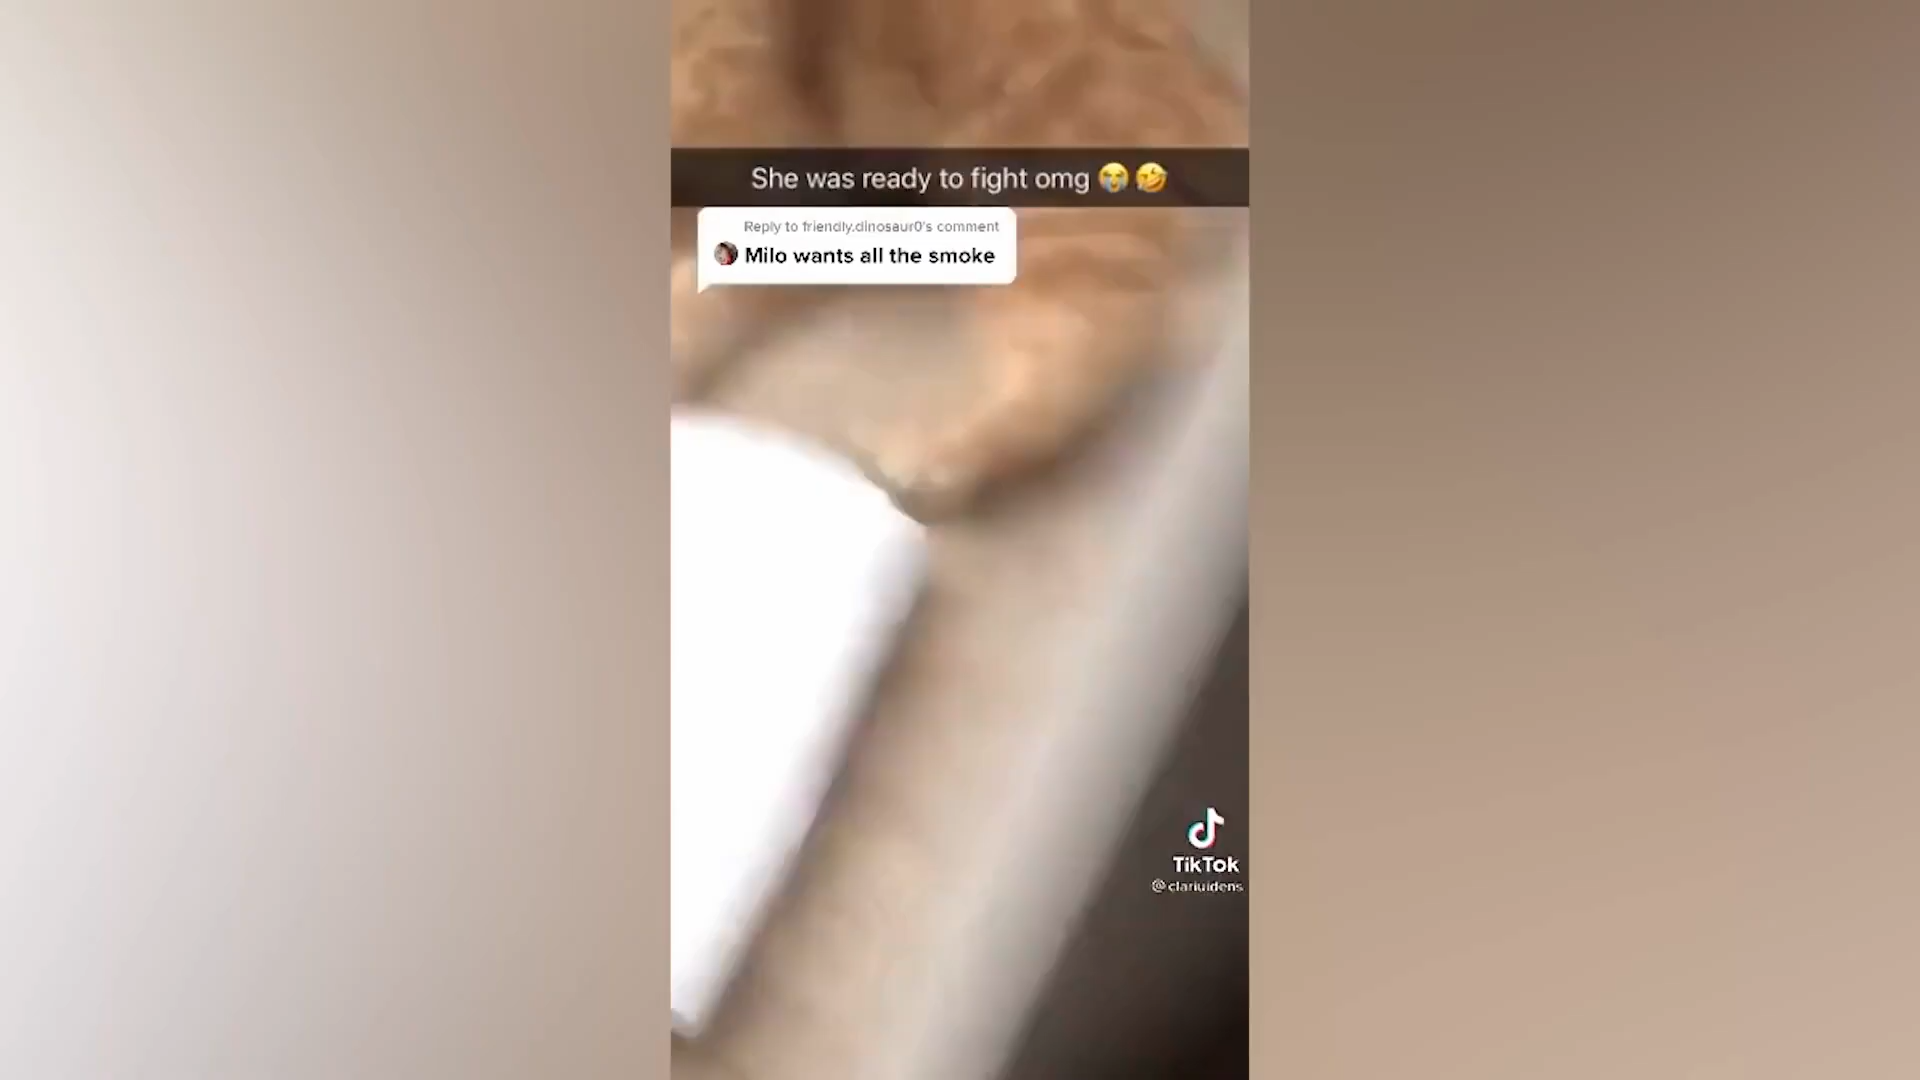 She was ready to fight omg 😭🤣
Reply to friendly.dinosaur0's comment
Milo wants all the smoke
TikTok
@clariuidens